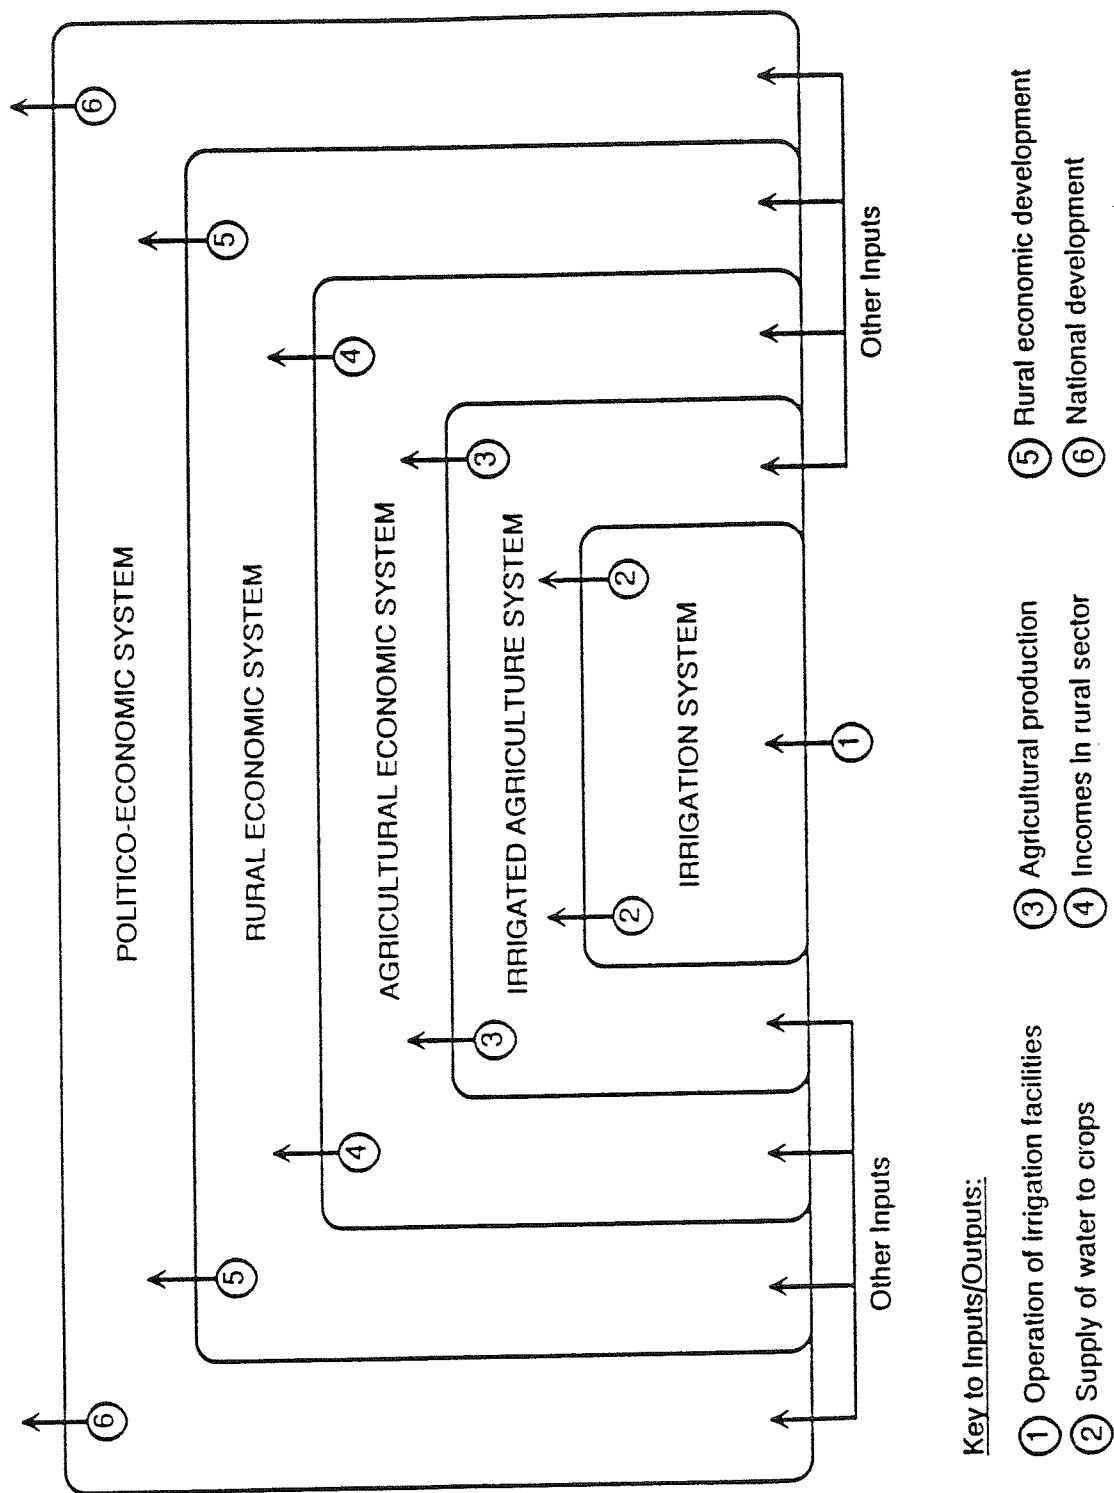 6
6
POLITICO-ECONOMIC SYSTEM
5
5
RURAL ECONOMIC SYSTEM
4
4
AGRICULTURAL ECONOMIC SYSTEM
3
3
IRRIGATED AGRICULTURE SYSTEM
2
2
IRRIGATION SYSTEM
1
Other Inputs
Other Inputs
Key to Inputs/Outputs:
1 Operation of irrigation facilities
2 Supply of water to crops
3 Agricultural production
4 Incomes in rural sector
5 Rural economic development
6 National development